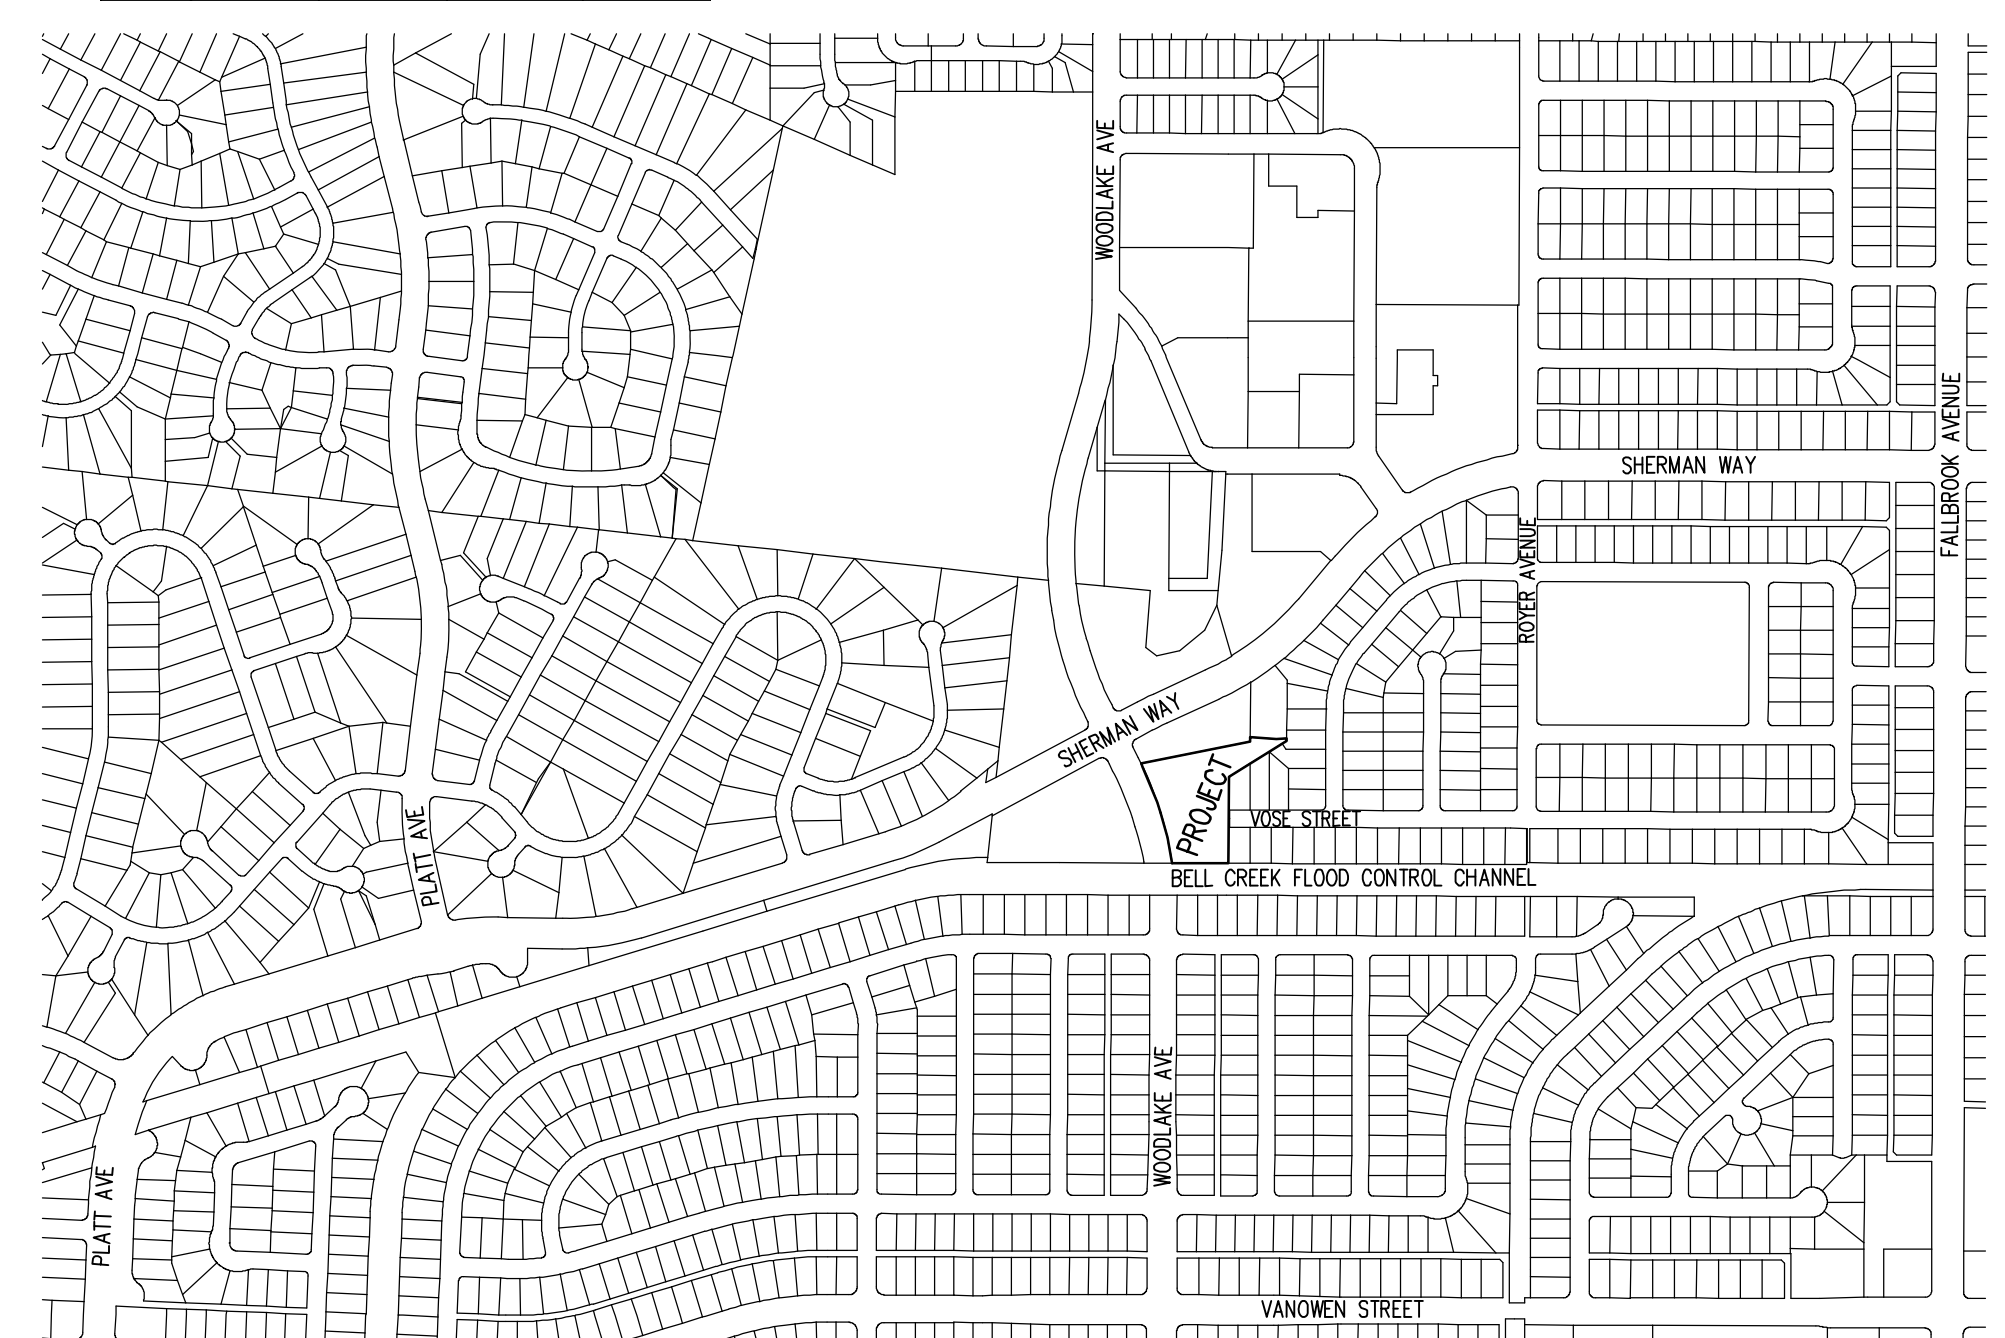 WOODLAKE AVE
SHERMAN WAY
FALLBROOK AVENUE
ROYER AVENUE
SHERMAN WAY
PROJECT
VOSE STREET
PLATT AVE
BELL CREEK FLOOD CONTROL CHANNEL
WOODLAKE AVE
PLATT AVE
VANOWEN STREET